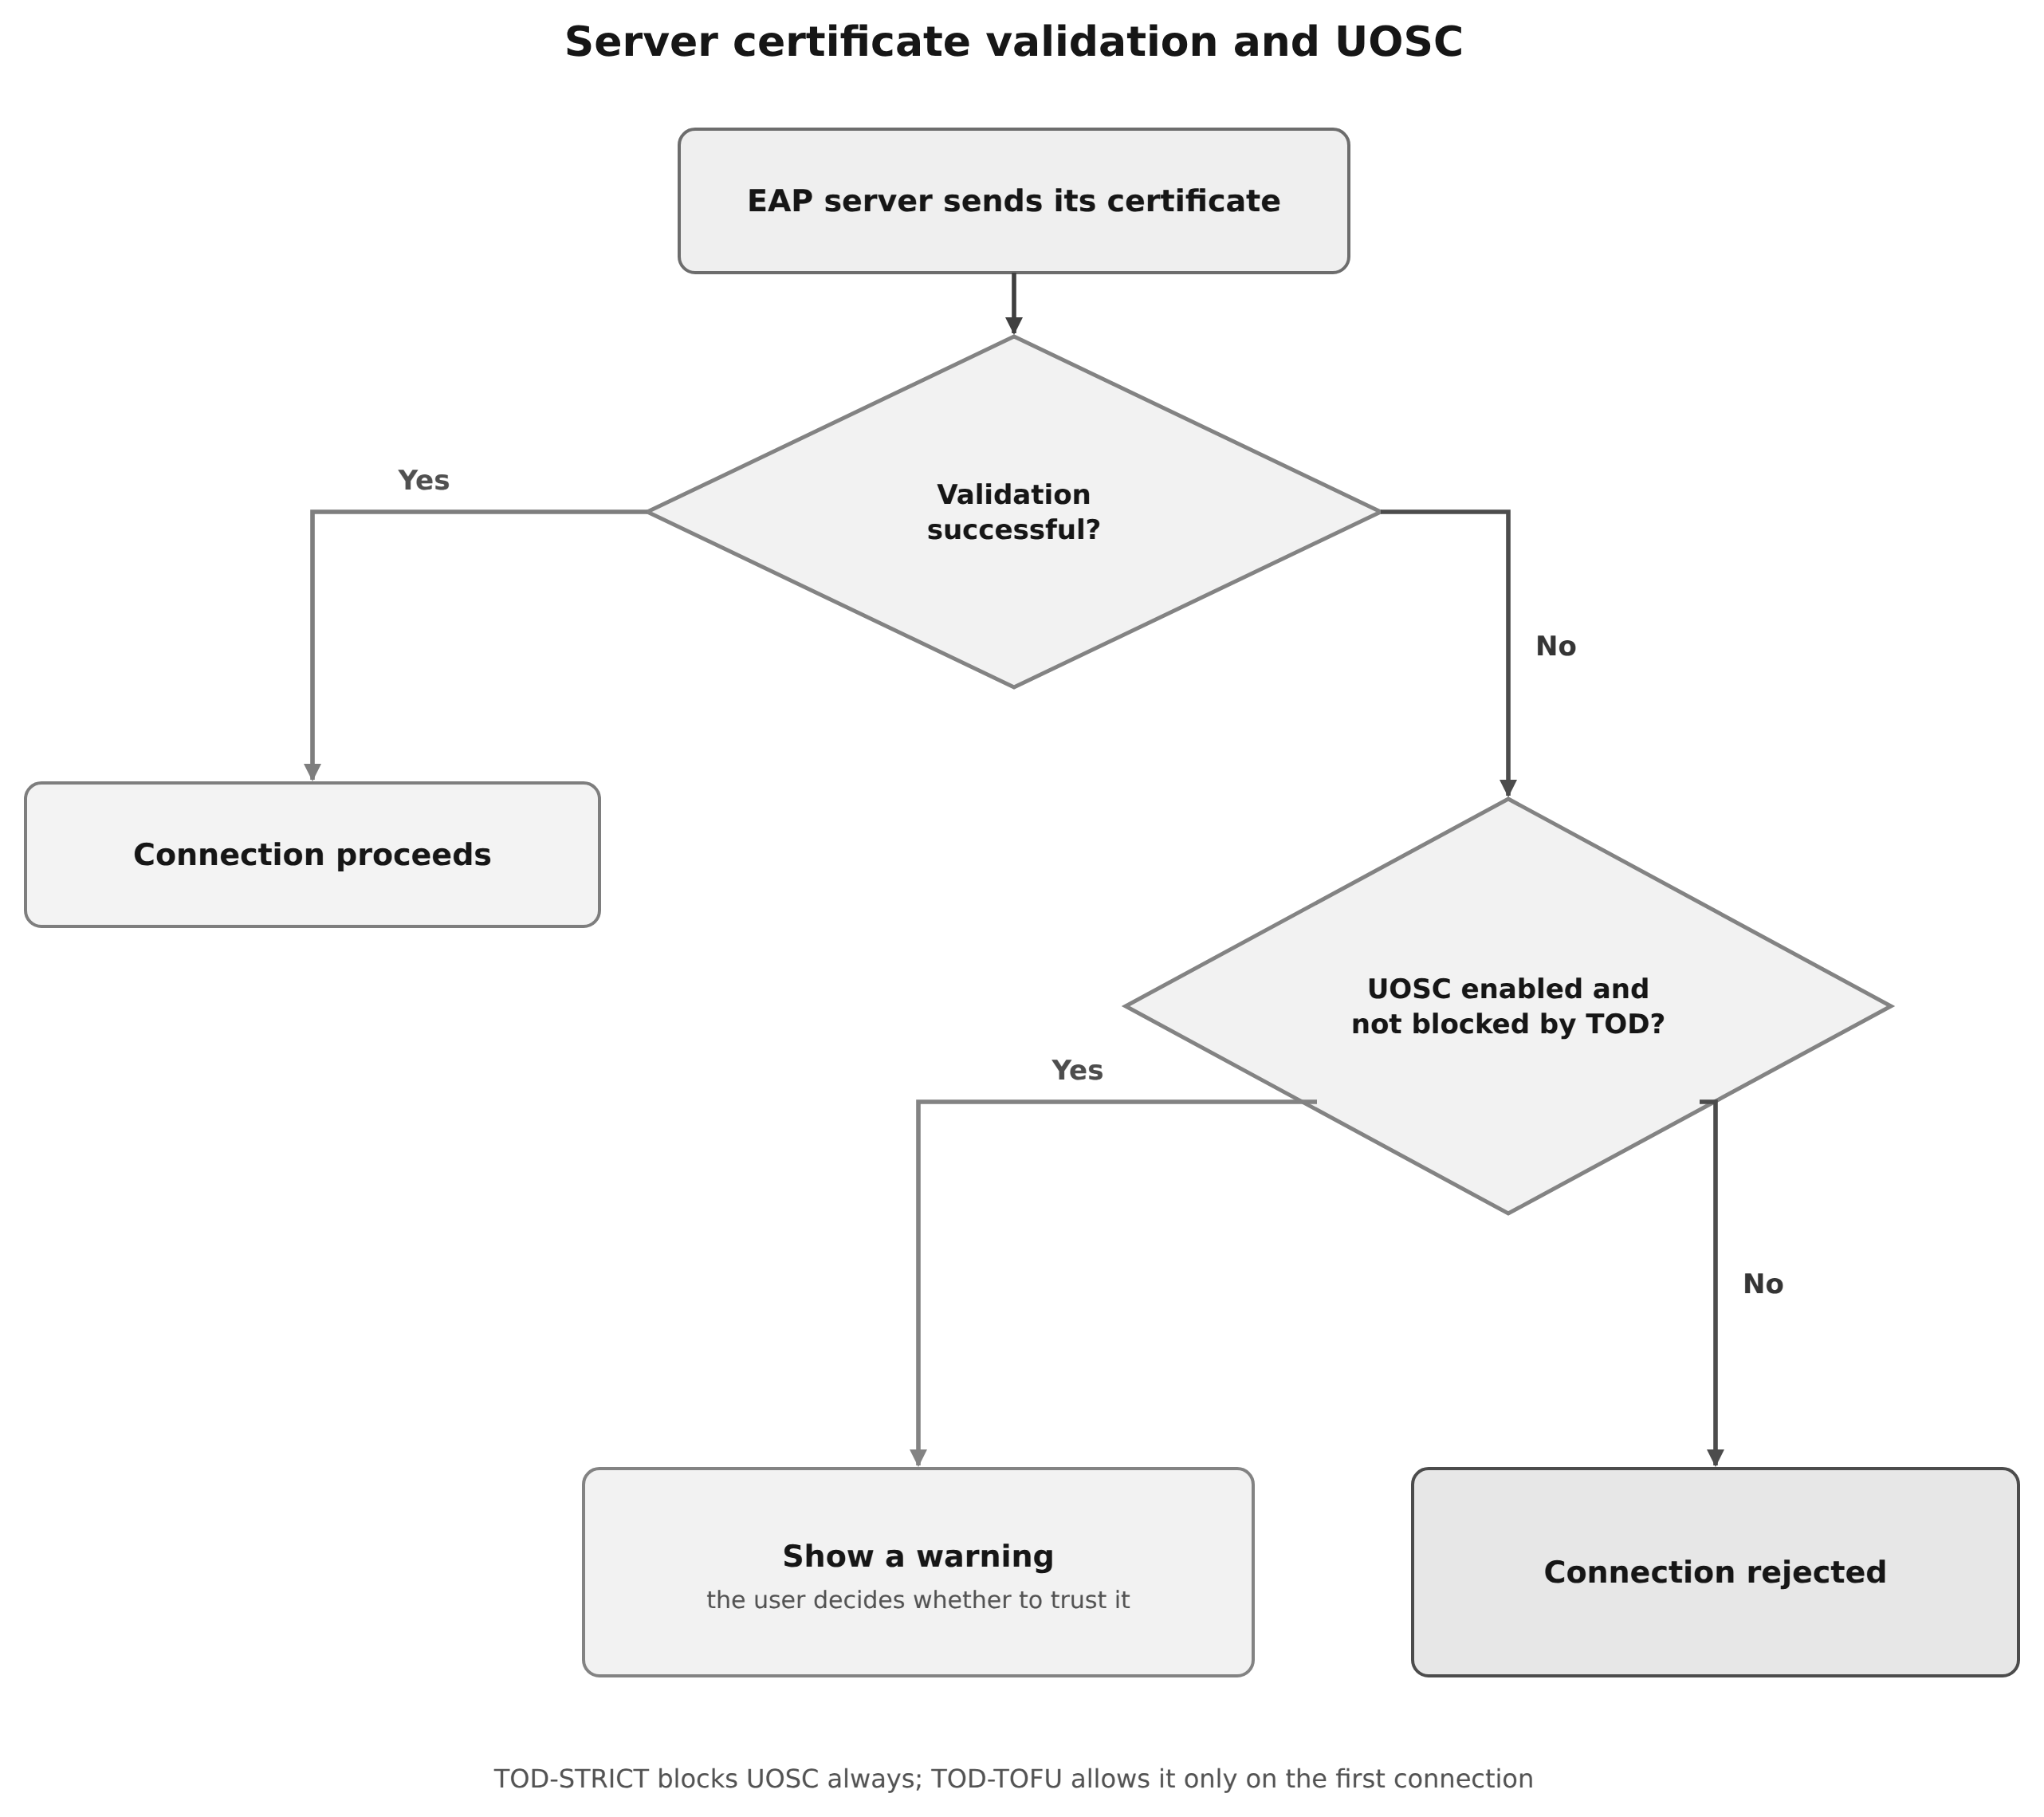 Server certificate validation and UOSC
EAP server sends its certificate
Validation
successful?
Yes
No
Connection proceeds
UOSC enabled and
not blocked by TOD?
Yes
No
Show a warning
the user decides whether to trust it
Connection rejected
TOD-STRICT blocks UOSC always; TOD-TOFU allows it only on the first connection